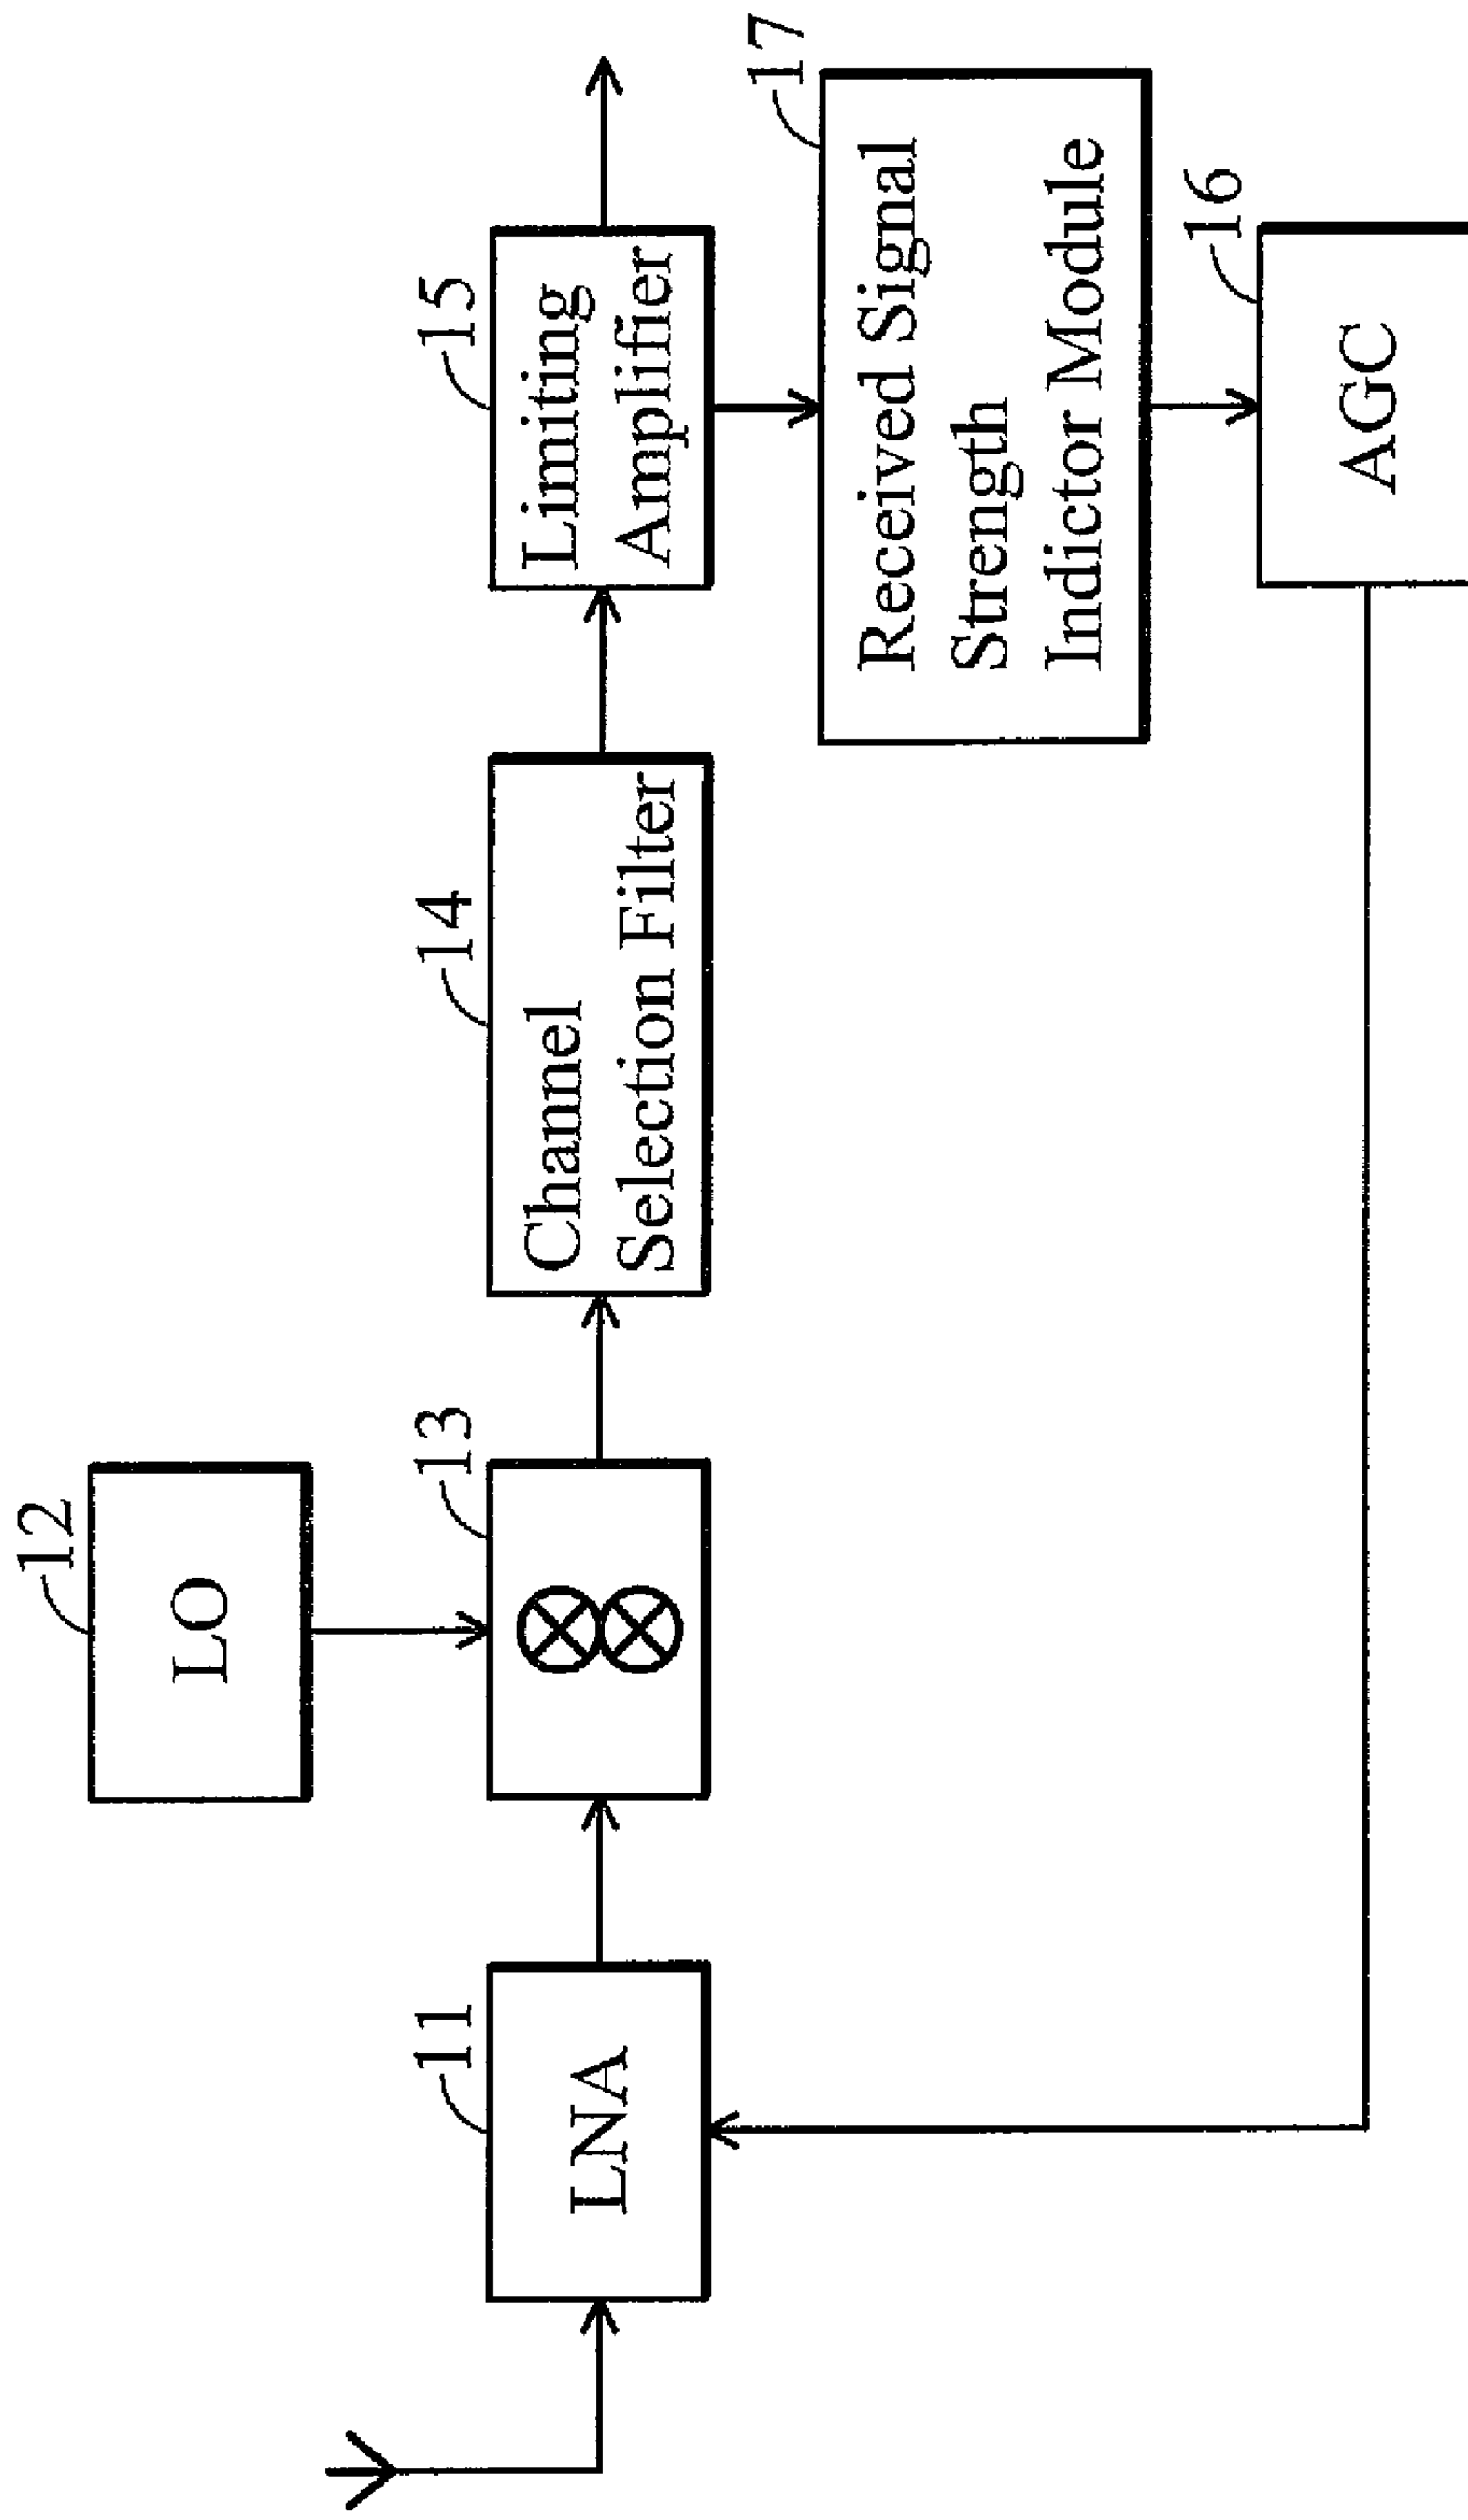 12
LO
11
LNA
13
14
Channel
Selection Filter
15
Limiting
Amplifier
17
Received Signal
Strength
Indictor Module
16
AGC